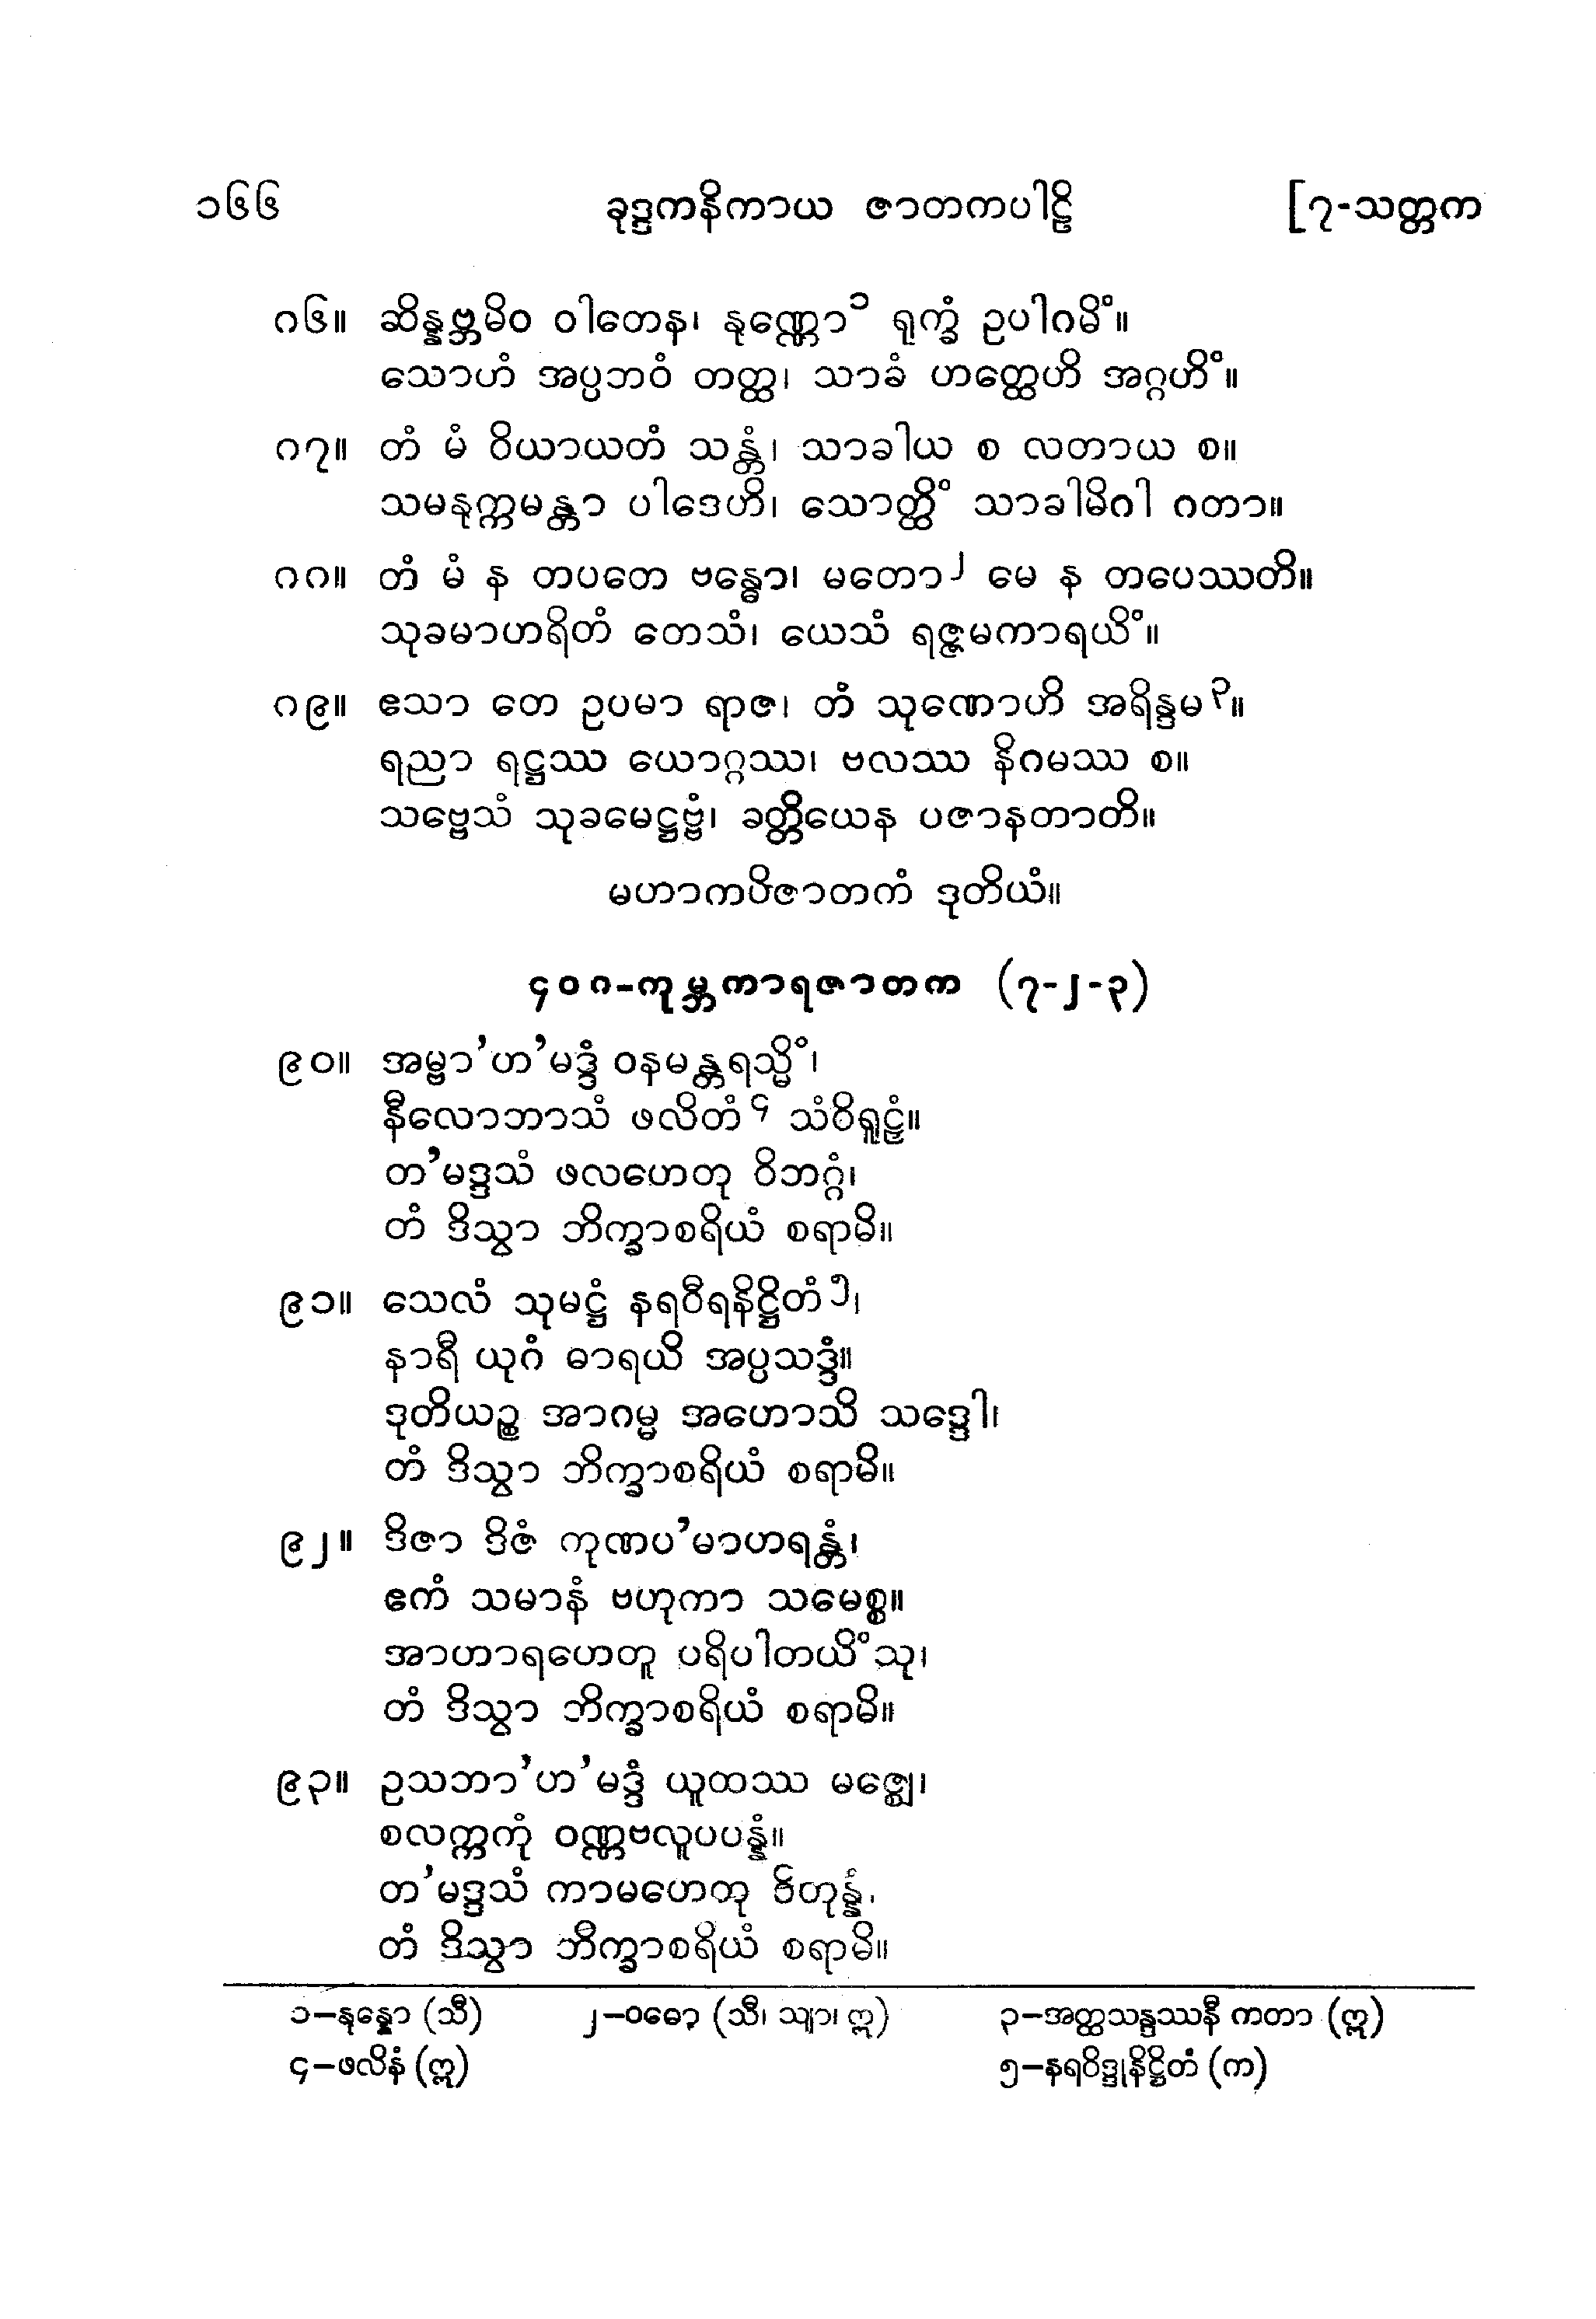 ၁၆၆ ခုဒ္ဒကနိကာယ ဇာတကပါဠိ [၇-သတ္တက
၈၆။ ဆိန္နဗ္ဘမိဝ ဝါတေန၊ နုဏ္ဏော၁ ရုက္ခံ ဥပါဂမိံ။
သောဟံ အပ္ပဘဝံ တတ္ထ၊ သာခံ ဟတ္ထေဟိ အဂ္ဂဟိံ။
၈၇။ တံ မံ ဝိယာယတံ သန္တံ၊ သာခါယ စ လတာယ စ။
သမနုက္ကမန္တာ ပါဒေဟိ၊ သောတ္ထိံ သာခါမိဂါ ဂတာ။
၈၈။ တံ မံ န တပတေ ဗန္ဓော၊ မတော၂ မေ န တပေဿတိ။
သုခမာဟရိတံ တေသံ၊ ယေသံ ရဇ္ဇမကာရယိံ။
၈၉။ ဧသာ တေ ဥပမာ ရာဇ၊ တံ သုဏောဟိ အရိန္ဒမ၃။
ရညာ ရဋ္ဌဿ ယောဂ္ဂဿ၊ ဗလဿ နိဂမဿ စ။
သဗ္ဗေသံ သုခမေဋ္ဌဗ္ဗံ၊ ခတ္တိယေန ပဇာနတာတိ။
မဟာကပိဇာတကံ ဒုတိယံ။
၄၀၈-ကုမ္ဘကာရဇာတက (၇-၂-၃)
၉၀။ အမ္ဗာ’ဟ’မဒ္ဒံ ဝနမန္တရသ္မိံ၊
နီလောဘာသံ ဖလိတံ၄ သံဝိရူဠှံ။
တ’မဒ္ဒသံ ဖလဟေတု ဝိဘဂ္ဂံ၊
တံ ဒိသွာ ဘိက္ခာစရိယံ စရာမိ။
၉၁။ သေလံ သုမဋ္ဌံ နရဝီရနိဋ္ဌိတံ၅၊
နာရီ ယုဂံ ဓာရယိ အပ္ပသဒ္ဒံ။
ဒုတိယဉ္စ အာဂမ္မ အဟောသိ သဒ္ဒေါ၊
တံ ဒိသွာ ဘိက္ခာစရိယံ စရာမိ။
၉၂။ ဒိဇာ ဒိဇံ ကုဏပ’မာဟရန္တံ၊
ဧကံ သမာနံ ဗဟုကာ သမေစ္စ။
အာဟာရဟေတူ ပရိပါတယိံသု၊
တံ ဒိသွာ ဘိက္ခာစရိယံ စရာမိ။
၉၃။ ဥသဘာ’ဟ’မဒ္ဒံ ယူထဿ မဇ္ဈေ၊
စလက္ကကုံ ဝဏ္ဏဗလူပပန္နံ။
တ’မဒ္ဒသံ ကာမဟေတု ဝိတုန္နံ၊
တံ ဒိသွာ ဘိက္ခာစရိယံ စရာမိ။
၁–နုန္နော (သီ) ၂–ဝဓော (သီ၊ သျာ၊ ဣ) ၃–အတ္ထသန္ဒဿနီ ကတာ (ဣ)
၄–ဖလိနံ (ဣ) ၅–နရဝိဒ္ဒုနိဋ္ဌိတံ (က)